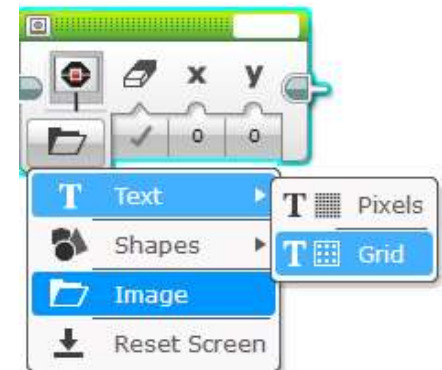 x y
0 0
T Text T Pixels
Shapes T Grid
Image
Reset Screen